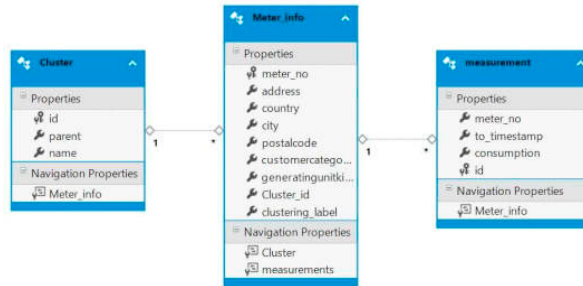 Cluster
Properties
id
parent
name
Navigation Properties
Meter_info
1
*
Meter_info
Properties
meter_no
address
country
city
postalcode
customercatego...
generatingunitki...
Cluster_id
clustering_label
Navigation Properties
Cluster
measurements
1
*
measurement
Properties
meter_no
to_timestamp
consumption
id
Navigation Properties
Meter_info